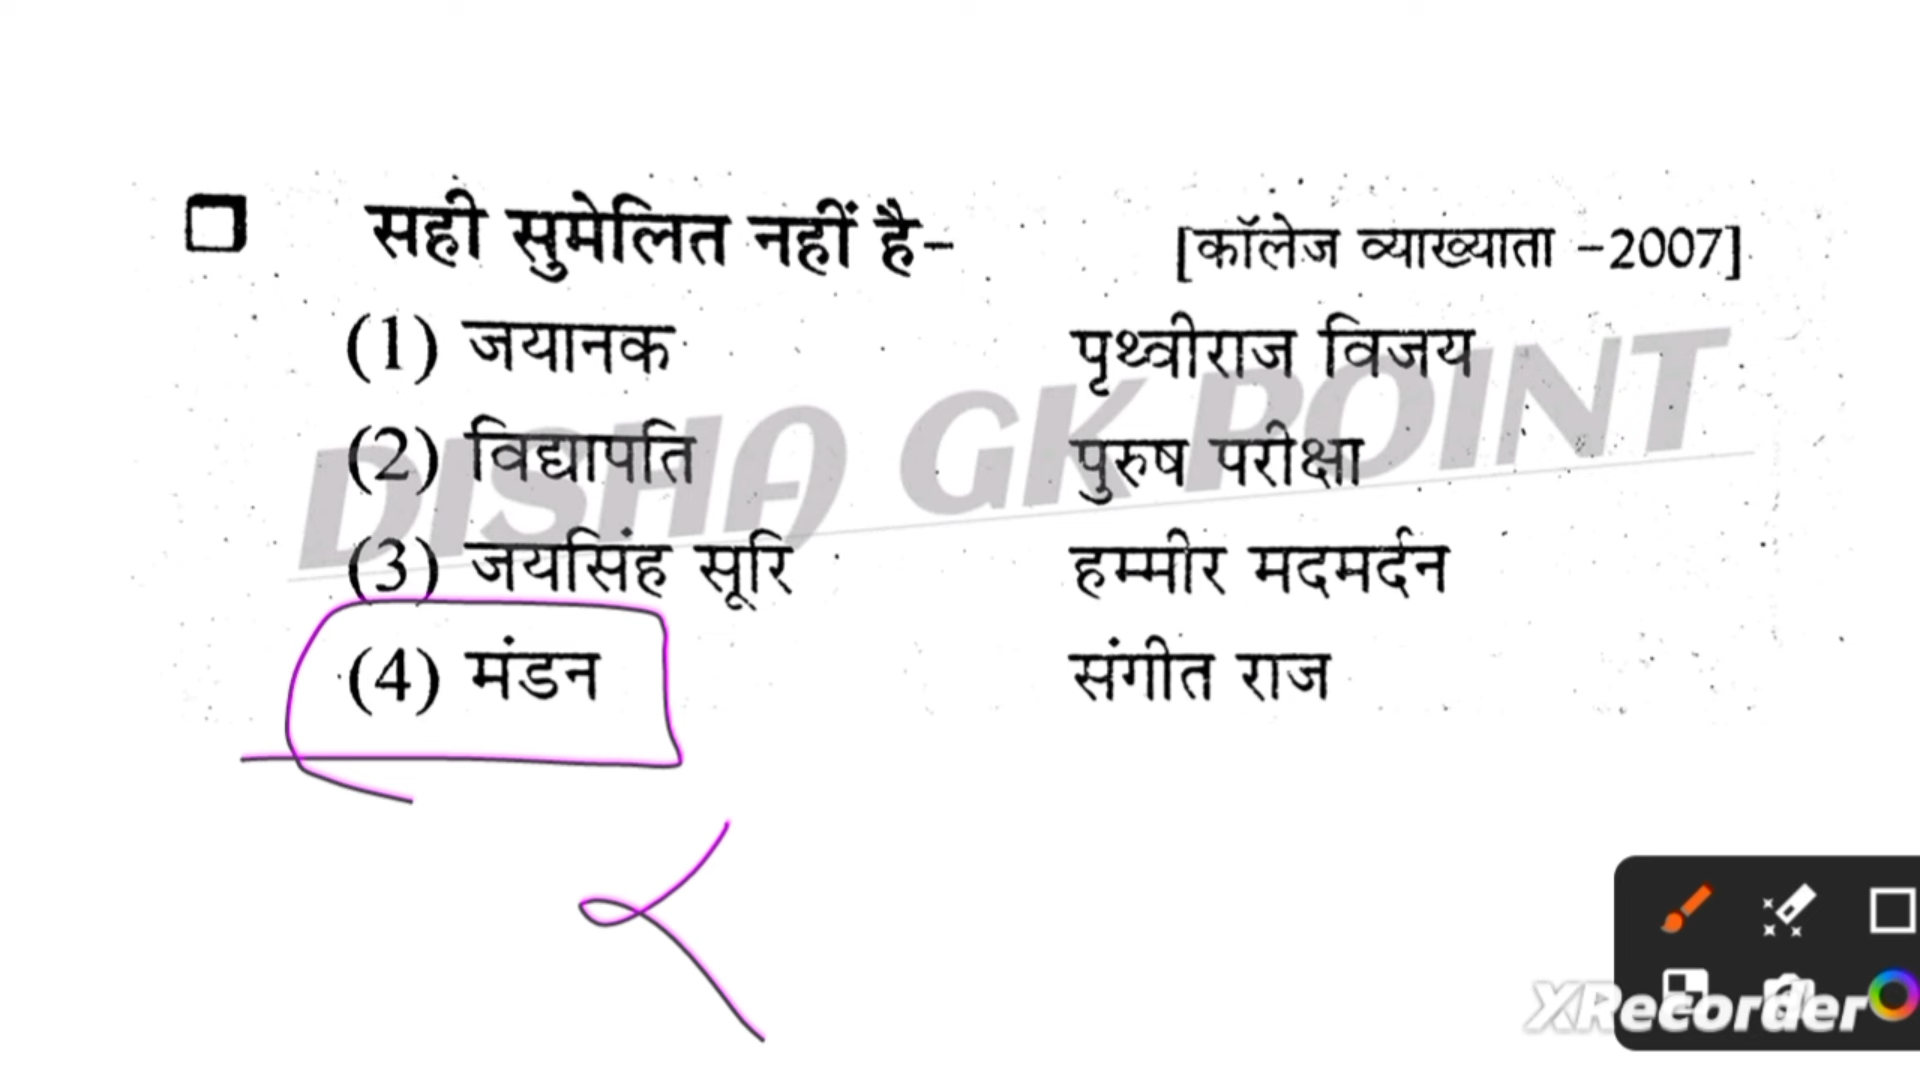 सही सुमेलित नहीं है- [कॉलेज व्याख्याता -2007]
(1) जयानक पृथ्वीराज विजय
(2) विद्यापति पुरुष परीक्षा
(3) जयसिंह सूरि हम्मीर मदमर्दन
(4) मंडन संगीत राज
DISHA GK POINT
XRecorder